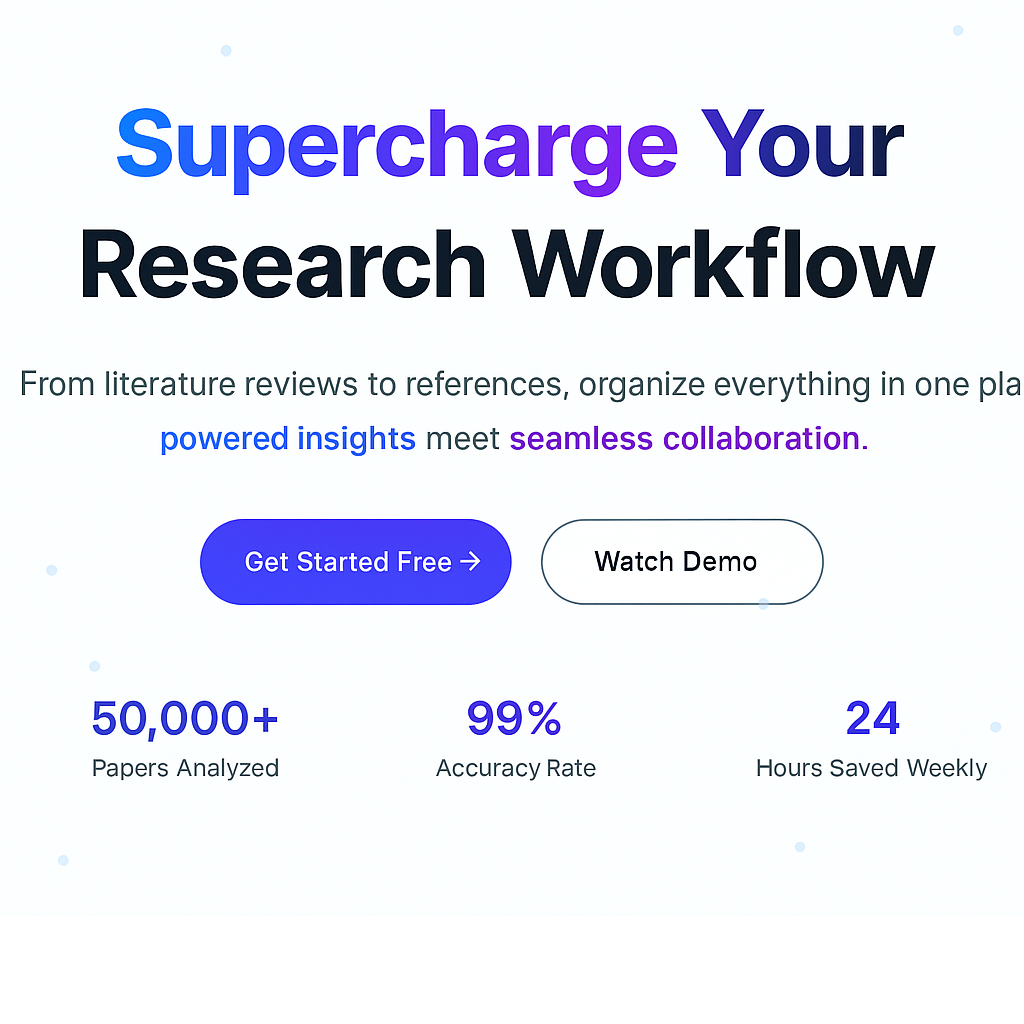 Supercharge Your
Research Workflow
From literature reviews to references, organize everything in one pla
powered insights meet seamless collaboration.
Get Started Free →
Watch Demo
50,000+
Papers Analyzed
99%
Accuracy Rate
24
Hours Saved Weekly